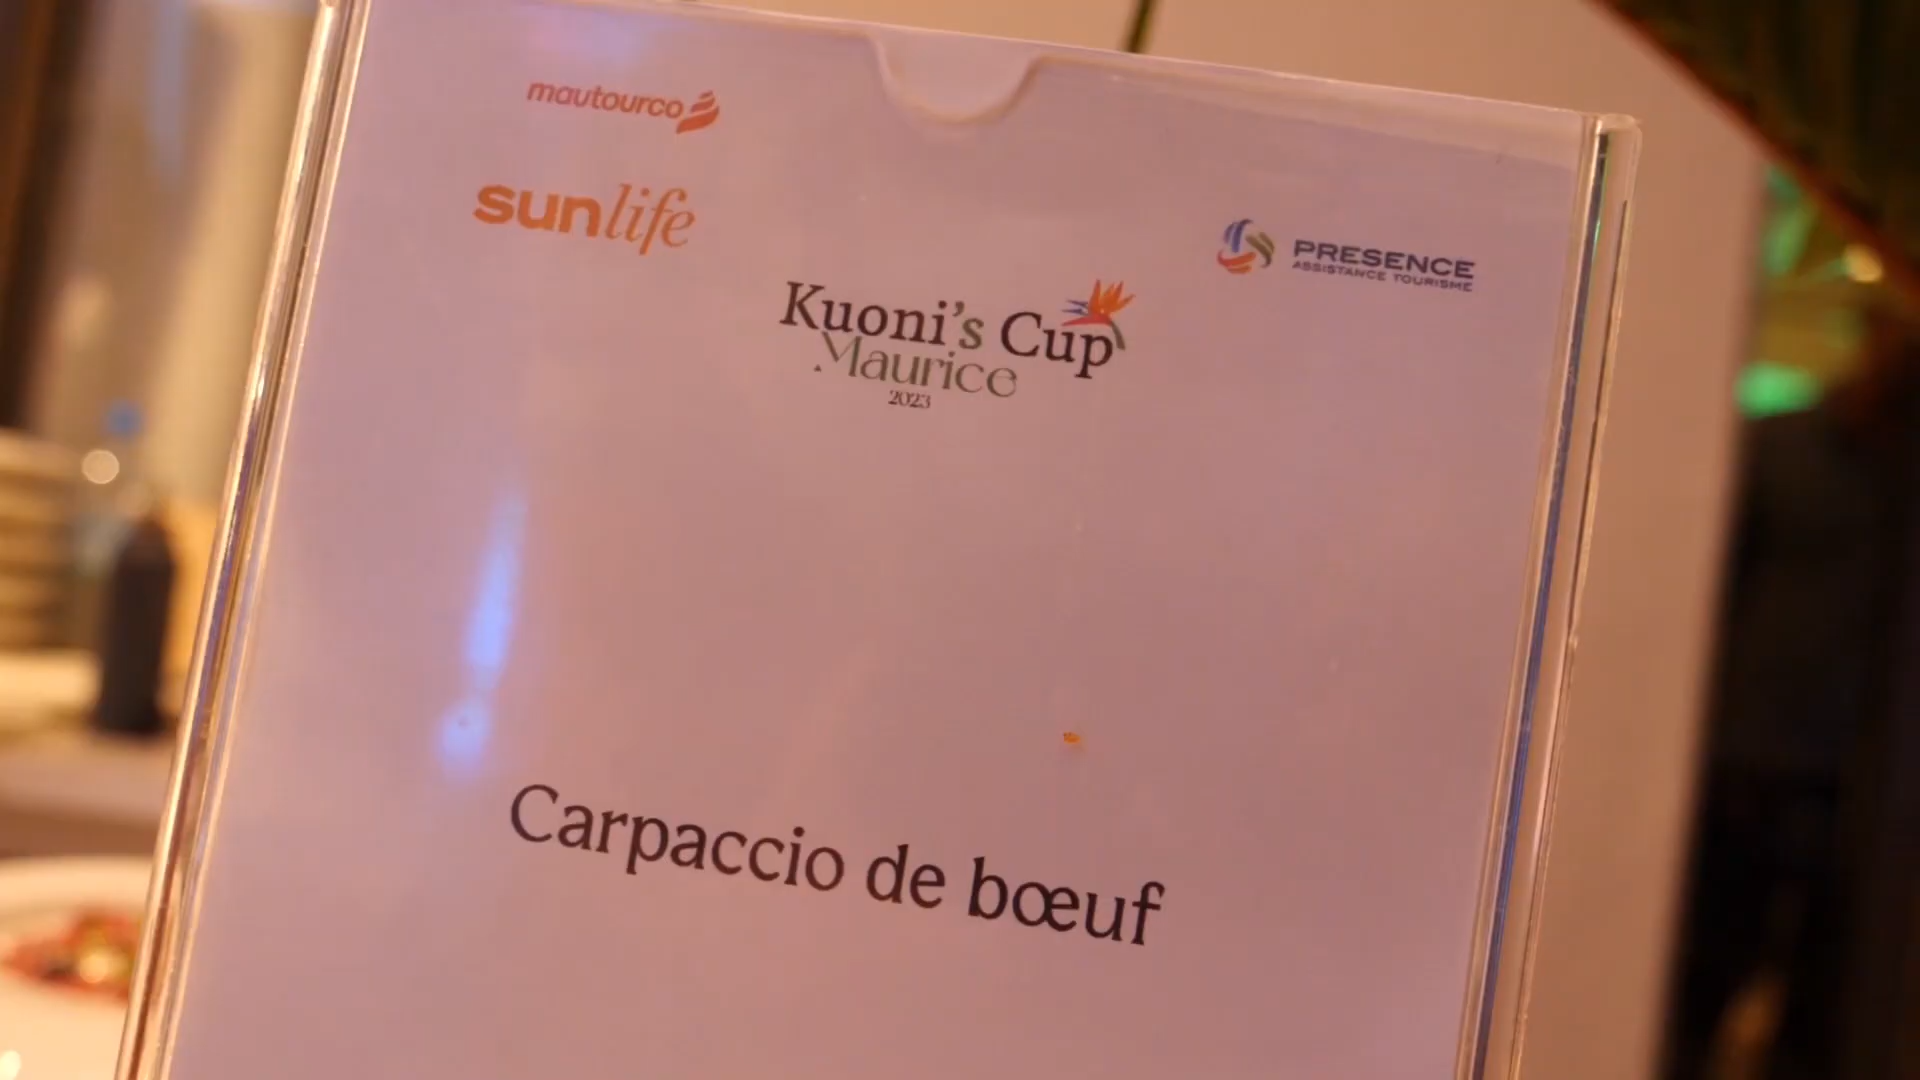 mautourco
sunlife
PRESENCE
ASSISTANCE TOURISME
Kuoni's Cup
Maurice
2023
Carpaccio de bœuf